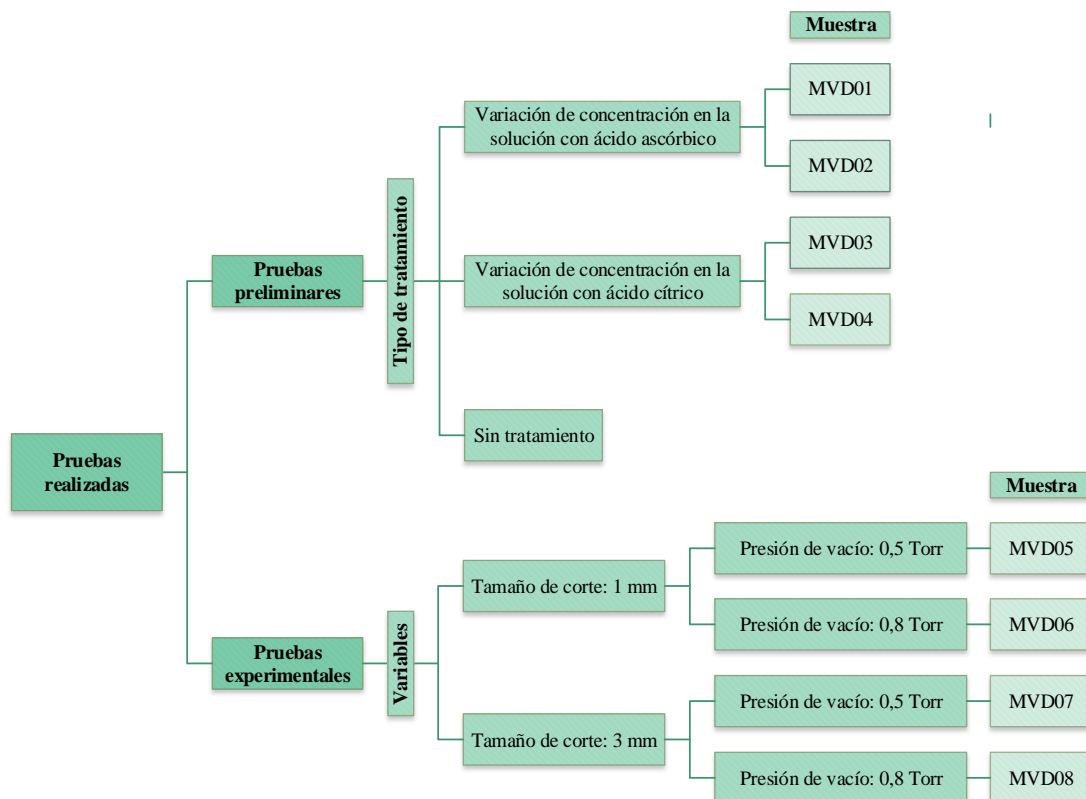 Muestra
MVD01
Variación de concentración en la
solución con ácido ascórbico
MVD02
Tipo de tratamiento
MVD03
Pruebas
preliminares
Variación de concentración en la
solución con ácido cítrico
MVD04
Sin tratamiento
Pruebas
realizadas
Muestra
Presión de vacío: 0,5 Torr
MVD05
Tamaño de corte: 1 mm
Presión de vacío: 0,8 Torr
MVD06
Pruebas
experimentales
Variables
Presión de vacío: 0,5 Torr
MVD07
Tamaño de corte: 3 mm
Presión de vacío: 0,8 Torr
MVD08